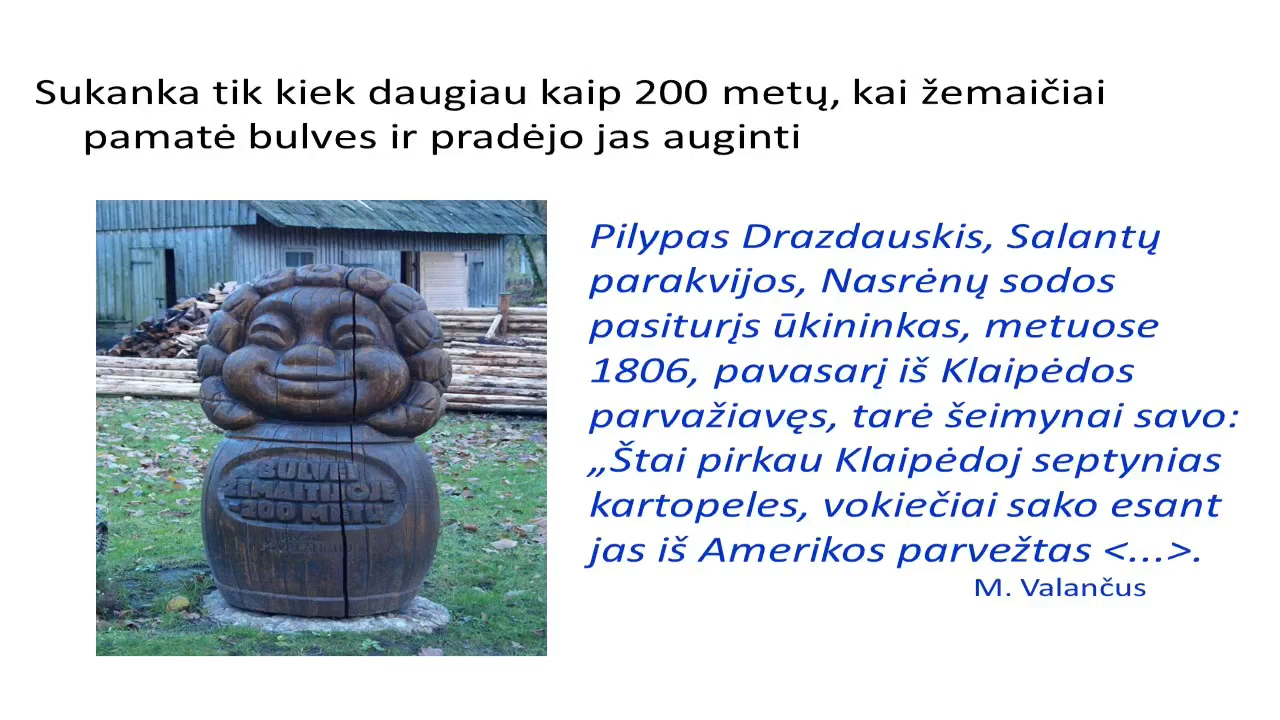 Sukanka tik kiek daugiau kaip 200 metų, kai žemaičiai
pamatė bulves ir pradėjo jas auginti
Pilypas Drazdauskis, Salantų
parakvijos, Nasrėnų sodos
pasiturįs ūkininkas, metuose
1806, pavasarį iš Klaipėdos
parvažiavęs, tarė šeimynai savo:
„Štai pirkau Klaipėdoj septynias
kartopeles, vokiečiai sako esant
jas iš Amerikos parvežtas <...>.
M. Valančus
BULVEI
ŽEMAITIJOJE
-200 METŲ